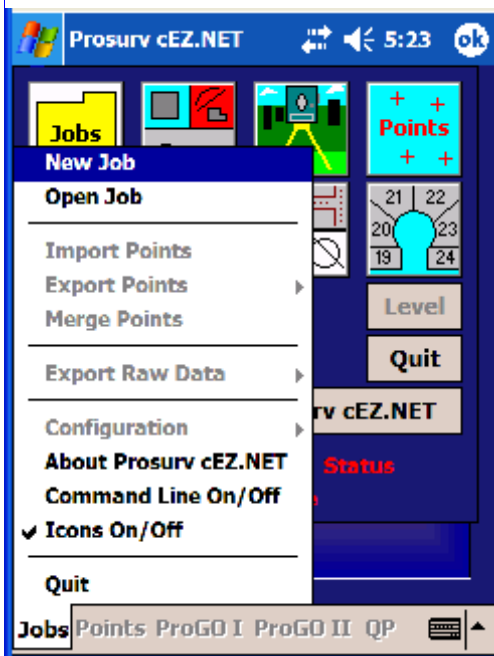 Prosurv cEZ.NET 5:23 ok
Jobs
Points
New Job
Open Job
21 22
20 23
19 24
Import Points
Export Points
Level
Merge Points
Quit
Export Raw Data
rv cEZ.NET
Configuration
About Prosurv cEZ.NET
Status
Command Line On/Off
✓ Icons On/Off
Quit
Jobs Points ProGO I ProGO II QP